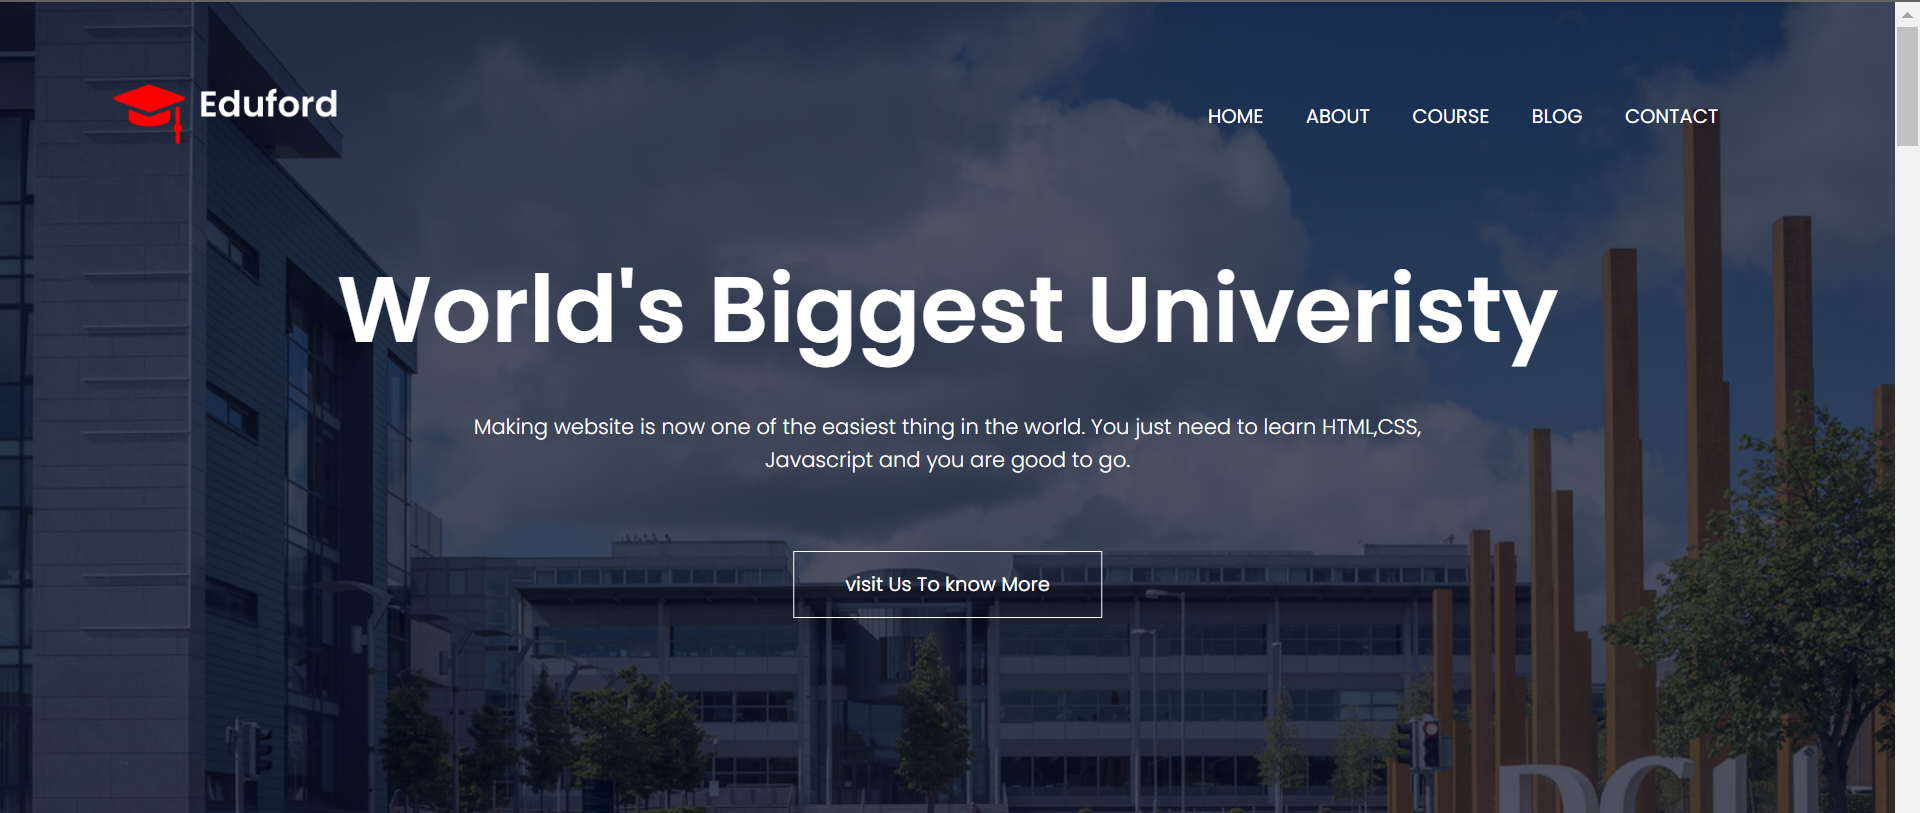 Eduford
HOME ABOUT COURSE BLOG CONTACT
World's Biggest Univeristy
Making website is now one of the easiest thing in the world. You just need to learn HTML,CSS,
Javascript and you are good to go.
visit Us To know More
DCU